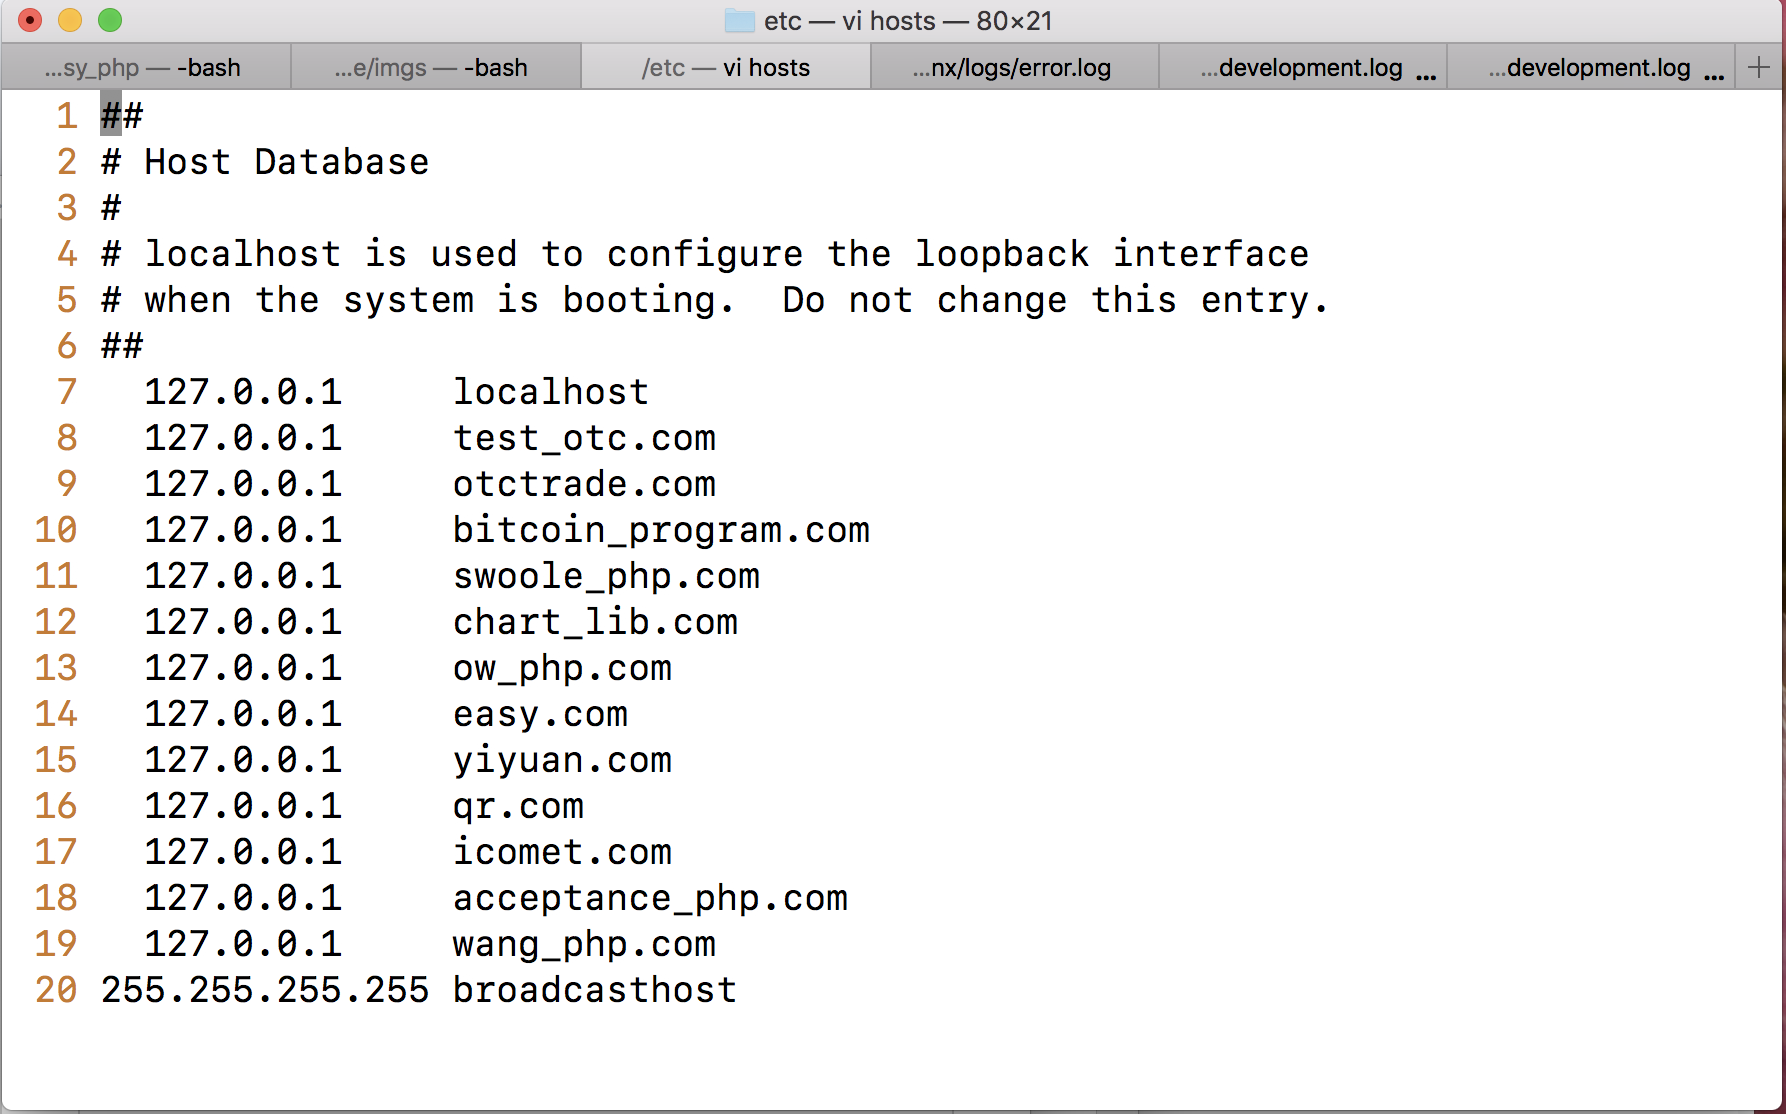 etc — vi hosts — 80×21
...sy_php — -bash
...e/imgs — -bash
/etc — vi hosts
...nx/logs/error.log
...development.log ...
...development.log ...
+
1 ##
2 # Host Database
3 #
4 # localhost is used to configure the loopback interface
5 # when the system is booting.  Do not change this entry.
6 ##
7   127.0.0.1     localhost
8   127.0.0.1     test_otc.com
9   127.0.0.1     otctrade.com
10   127.0.0.1     bitcoin_program.com
11   127.0.0.1     swoole_php.com
12   127.0.0.1     chart_lib.com
13   127.0.0.1     ow_php.com
14   127.0.0.1     easy.com
15   127.0.0.1     yiyuan.com
16   127.0.0.1     qr.com
17   127.0.0.1     icomet.com
18   127.0.0.1     acceptance_php.com
19   127.0.0.1     wang_php.com
20 255.255.255.255 broadcasthost